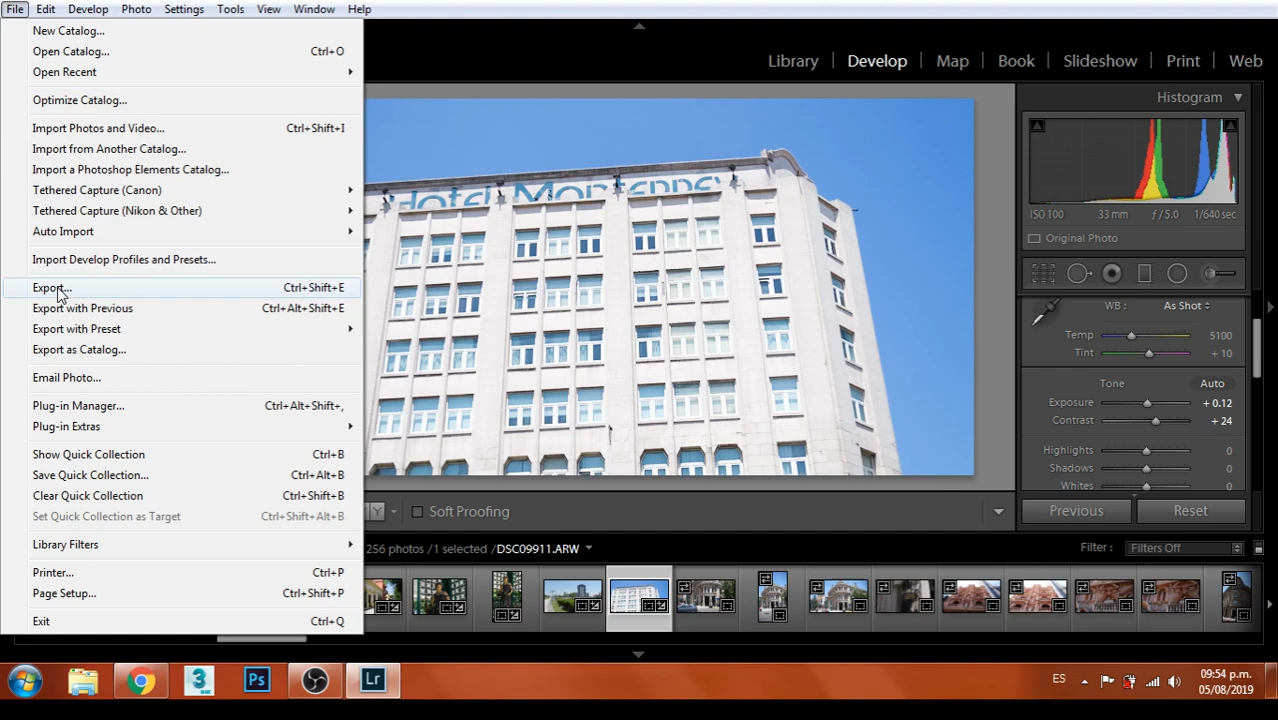 File Edit Develop Photo Settings Tools View Window Help
New Catalog...
Open Catalog... Ctrl+O
Open Recent
Optimize Catalog...
Import Photos and Video... Ctrl+Shift+I
Import from Another Catalog...
Import a Photoshop Elements Catalog...
Tethered Capture (Canon)
Tethered Capture (Nikon & Other)
Auto Import
Import Develop Profiles and Presets...
Export... Ctrl+Shift+E
Export with Previous Ctrl+Alt+Shift+E
Export with Preset
Export as Catalog...
Email Photo...
Plug-in Manager... Ctrl+Alt+Shift+,
Plug-in Extras
Show Quick Collection Ctrl+B
Save Quick Collection... Ctrl+Alt+B
Clear Quick Collection Ctrl+Shift+B
Set Quick Collection as Target Ctrl+Shift+Alt+B
Library Filters
Printer... Ctrl+P
Page Setup... Ctrl+Shift+P
Exit Ctrl+Q
Library Develop Map Book Slideshow Print Web
Hotel Monterrey
Histogram
ISO 100 33 mm ƒ/5.0 1/640 sec
Original Photo
WB: As Shot
Temp 5100
Tint + 10
Tone Auto
Exposure + 0.12
Contrast + 24
Highlights 0
Shadows 0
Whites 0
Previous Reset
Y Soft Proofing
256 photos / 1 selected / DSC09911.ARW
Filter: Filters Off
3 Ps Lr
ES 09:54 p.m.
05/08/2019